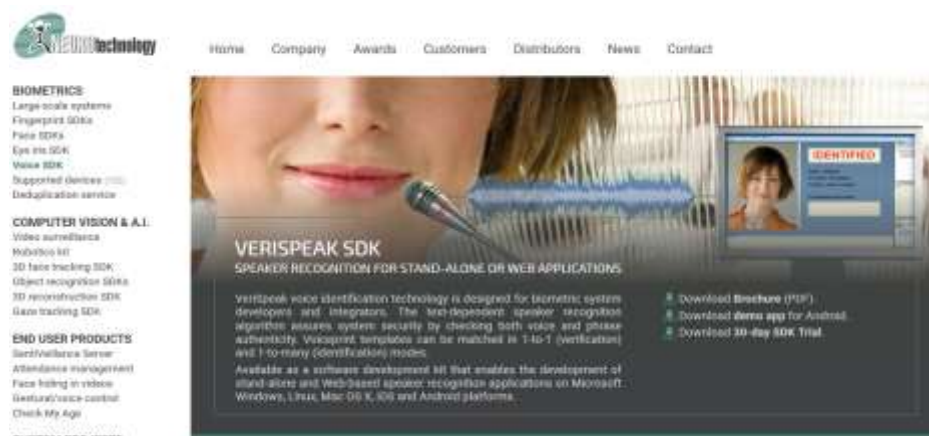 NEUROtechnology
Home Company Awards Customers Distributors News Contact
BIOMETRICS
Large-scale systems
Fingerprint SDKs
Face SDKs
Eye iris SDK
Voice SDK
Supported devices
Deduplication service
COMPUTER VISION & A.I.
Video surveillance
Robotics kit
3D face tracking SDK
Object recognition SDKs
3D reconstruction SDK
Gaze tracking SDK
END USER PRODUCTS
SentiVeillance Server
Attendance management
Face hiding in videos
Gestural/voice control
Check My Age
IDENTIFIED
VERISPEAK SDK
SPEAKER RECOGNITION FOR STAND-ALONE OR WEB APPLICATIONS
VeriSpeak voice identification technology is designed for biometric system
developers and integrators. The text-dependent speaker recognition
algorithm assures system security by checking both voice and phrase
authenticity. Voiceprint templates can be matched in 1-to-1 (verification)
and 1-to-many (identification) modes.
Available as a software development kit that enables the development of
stand-alone and Web-based speaker recognition applications on Microsoft
Windows, Linux, Mac OS X, iOS and Android platforms.
Download Brochure (PDF).
Download demo app for Android.
Download 30-day SDK Trial.